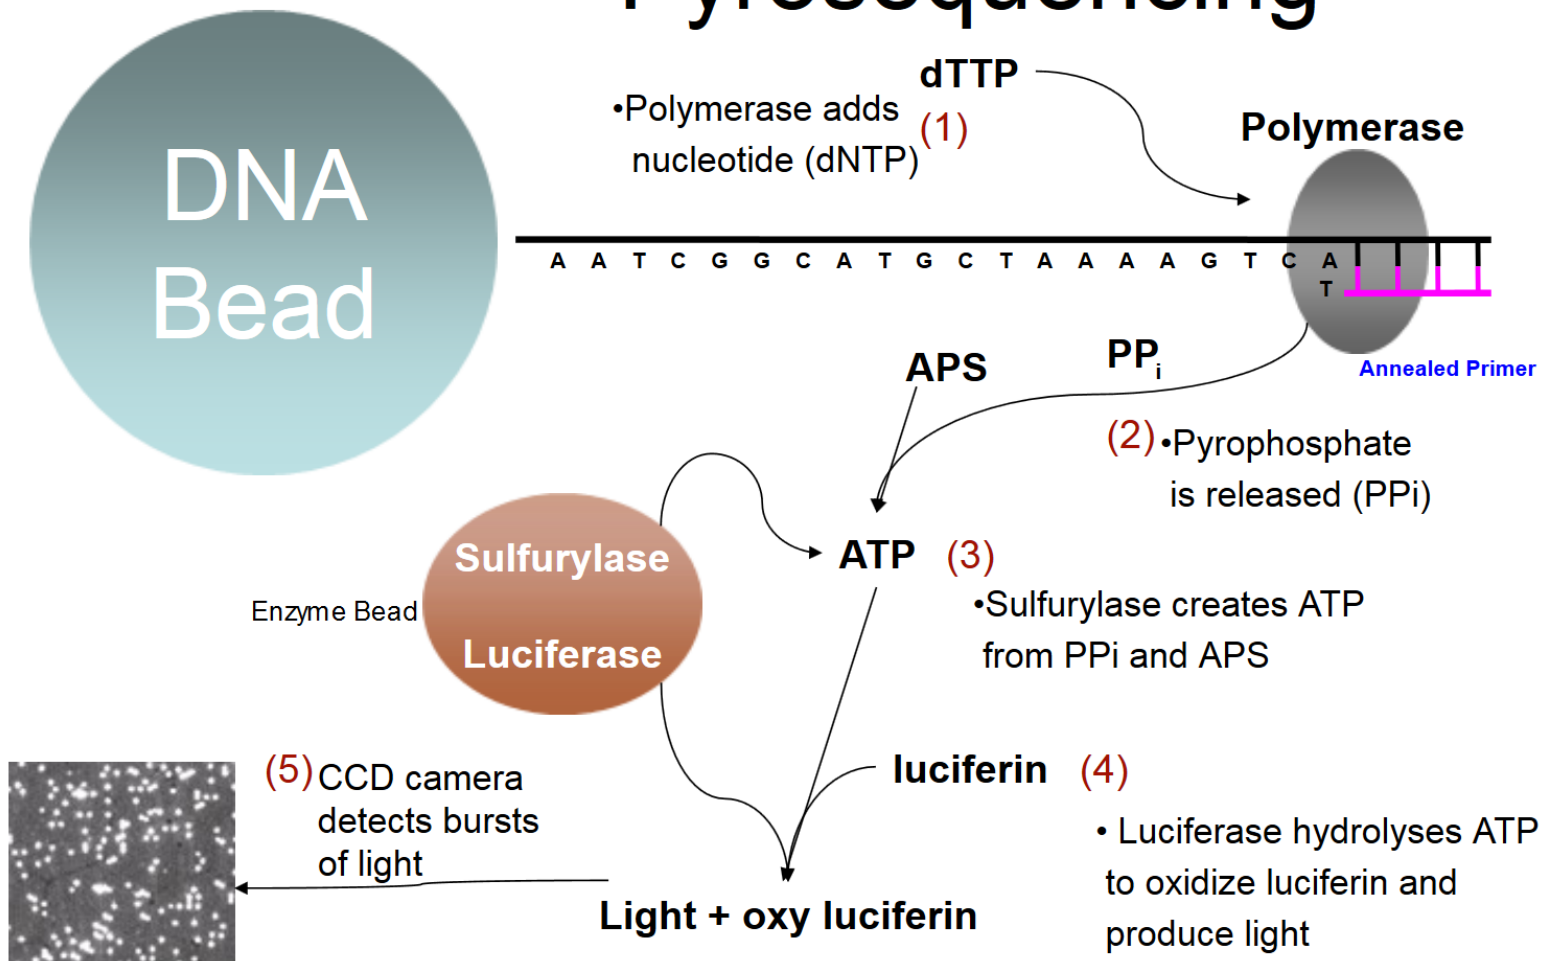 Pyrosequencing
DNA
Bead
dTTP
•Polymerase adds
nucleotide (dNTP)
(1)
Polymerase
A A T C G G C A T G C T A A A A G T C A
T
Annealed Primer
APS
PPi
(2)
•Pyrophosphate
is released (PPi)
Sulfurylase
Luciferase
Enzyme Bead
ATP
(3)
•Sulfurylase creates ATP
from PPi and APS
luciferin
(4)
• Luciferase hydrolyses ATP
to oxidize luciferin and
produce light
(5)
CCD camera
detects bursts
of light
Light + oxy luciferin